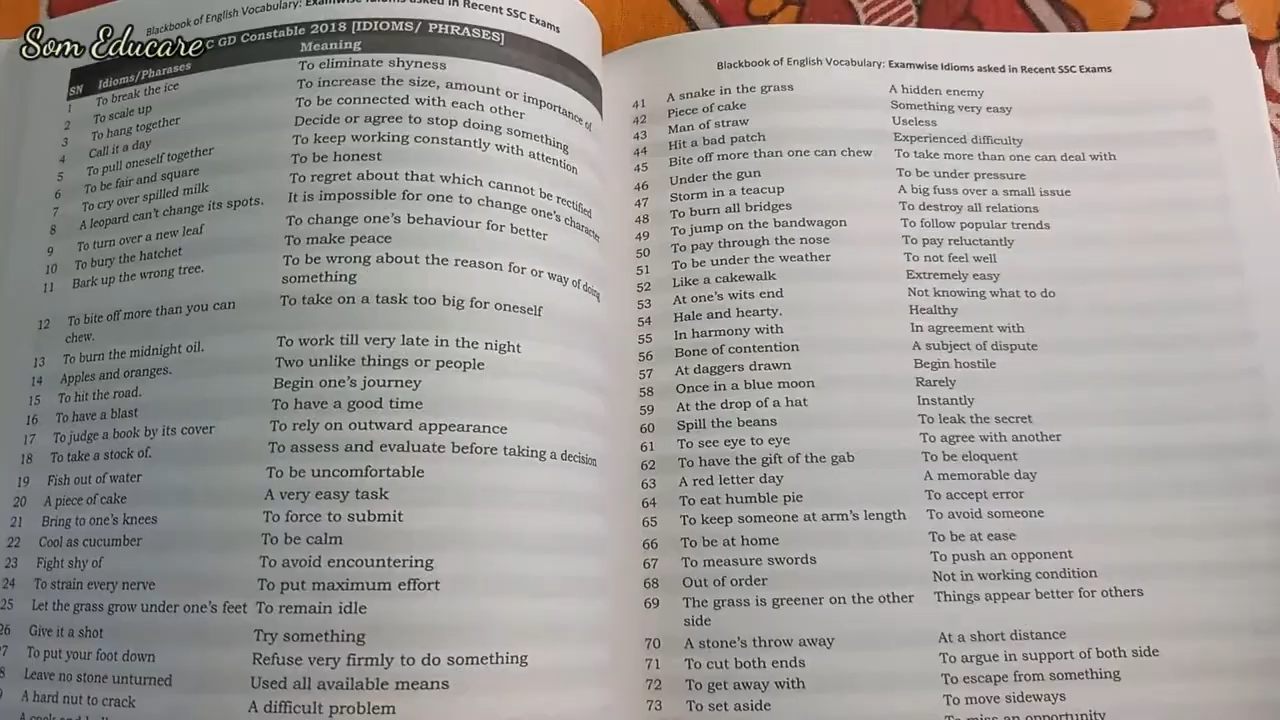 Som Educare
Blackbook of English Vocabulary: Examwise Idioms asked in Recent SSC Exams
C GD Constable 2018 [IDIOMS/ PHRASES]
SN Idioms/Pharases Meaning
1 To break the ice To eliminate shyness
2 To scale up To increase the size, amount or importance of
3 To hang together To be connected with each other
4 Call it a day Decide or agree to stop doing something
5 To pull oneself together To keep working constantly with attention
6 To be fair and square To be honest
7 To cry over spilled milk To regret about that which cannot be rectified
8 A leopard can't change its spots. It is impossible for one to change one's character
9 To turn over a new leaf To change one's behaviour for better
10 To bury the hatchet To make peace
11 Bark up the wrong tree. To be wrong about the reason for or way of doing
something
12 To bite off more than you can To take on a task too big for oneself
chew.
13 To burn the midnight oil. To work till very late in the night
14 Apples and oranges. Two unlike things or people
15 To hit the road. Begin one's journey
16 To have a blast To have a good time
17 To judge a book by its cover To rely on outward appearance
18 To take a stock of. To assess and evaluate before taking a decision
19 Fish out of water To be uncomfortable
20 A piece of cake A very easy task
21 Bring to one's knees To force to submit
22 Cool as cucumber To be calm
23 Fight shy of To avoid encountering
24 To strain every nerve To put maximum effort
25 Let the grass grow under one's feet To remain idle
26 Give it a shot Try something
7 To put your foot down Refuse very firmly to do something
8 Leave no stone unturned Used all available means
A hard nut to crack A difficult problem
Blackbook of English Vocabulary: Examwise Idioms asked in Recent SSC Exams
41 A snake in the grass A hidden enemy
42 Piece of cake Something very easy
43 Man of straw Useless
44 Hit a bad patch Experienced difficulty
45 Bite off more than one can chew To take more than one can deal with
46 Under the gun To be under pressure
47 Storm in a teacup A big fuss over a small issue
48 To burn all bridges To destroy all relations
49 To jump on the bandwagon To follow popular trends
50 To pay through the nose To pay reluctantly
51 To be under the weather To not feel well
52 Like a cakewalk Extremely easy
53 At one's wits end Not knowing what to do
54 Hale and hearty. Healthy
55 In harmony with In agreement with
56 Bone of contention A subject of dispute
57 At daggers drawn Begin hostile
58 Once in a blue moon Rarely
59 At the drop of a hat Instantly
60 Spill the beans To leak the secret
61 To see eye to eye To agree with another
62 To have the gift of the gab To be eloquent
63 A red letter day A memorable day
64 To eat humble pie To accept error
65 To keep someone at arm's length To avoid someone
66 To be at home To be at ease
67 To measure swords To push an opponent
68 Out of order Not in working condition
69 The grass is greener on the other Things appear better for others
side
70 A stone's throw away At a short distance
71 To cut both ends To argue in support of both side
72 To get away with To escape from something
73 To set aside To move sideways
To miss an opportunity